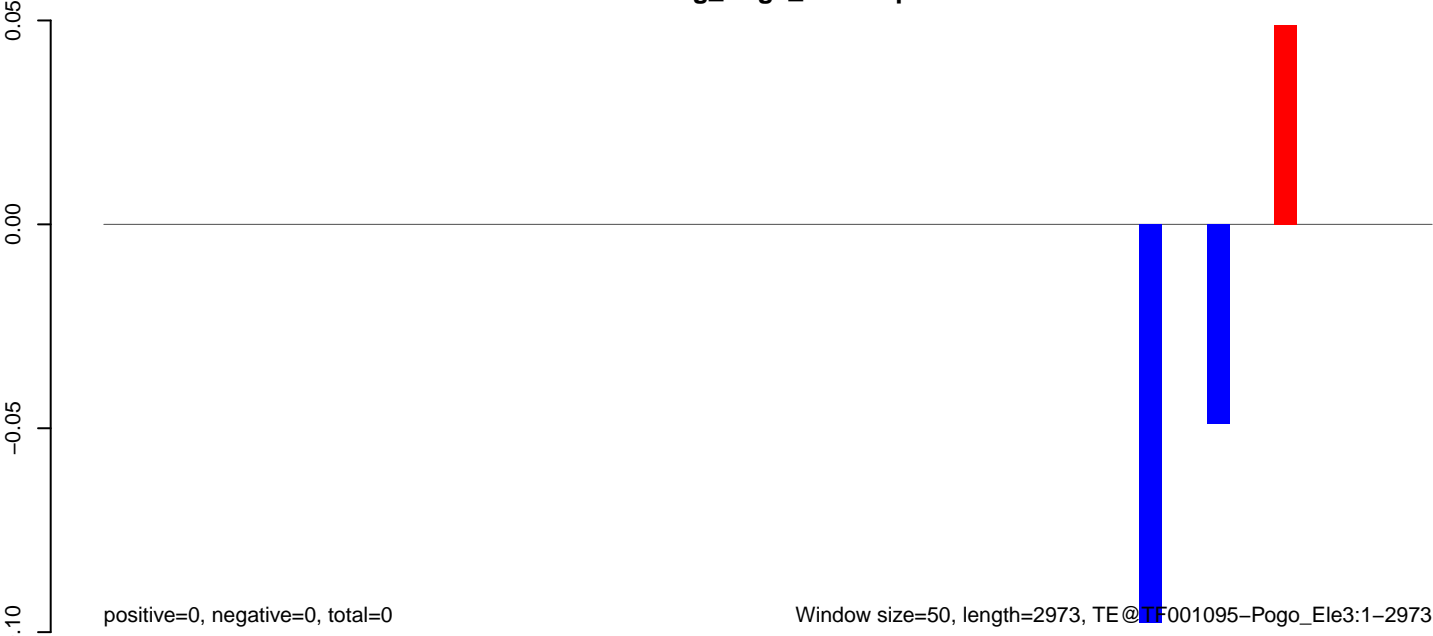 0.05
0.00
−0.05
.10
positive=0, negative=0, total=0
Window size=50, length=2973, TE@TF001095−Pogo_Ele3:1−2973